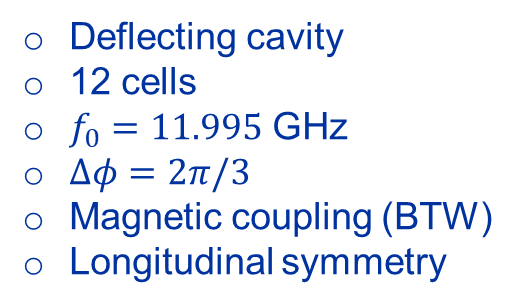 ○ Deflecting cavity
○ 12 cells
○ f₀ = 11.995 GHz
○ Δϕ = 2π/3
○ Magnetic coupling (BTW)
○ Longitudinal symmetry